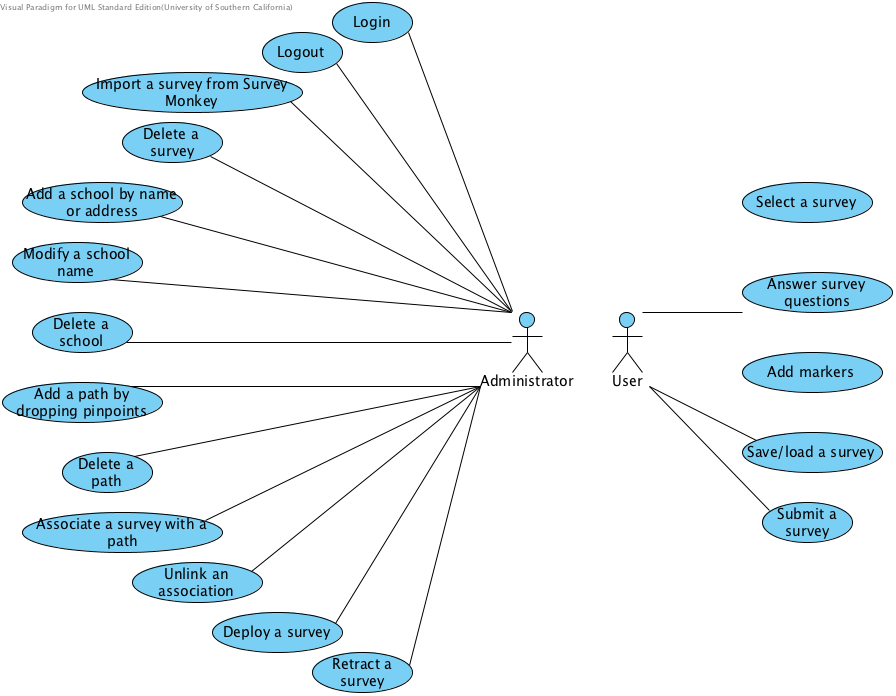 Visual Paradigm for UML Standard Edition(University of Southern California)
Login
Logout
Import a survey from Survey
Monkey
Delete a
survey
Add a school by name
or address
Modify a school
name
Delete a
school
Add a path by
dropping pinpoints
Delete a
path
Associate a survey with a
path
Unlink an
association
Deploy a survey
Retract a
survey
Administrator
User
Select a survey
Answer survey
questions
Add markers
Save/load a survey
Submit a
survey